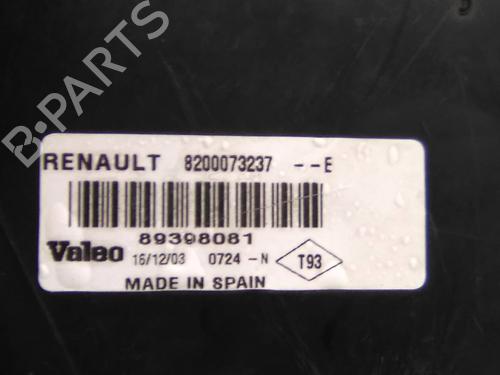 B-PARTS
RENAULT 8200073237 --E
89398081
Valeo 16/12/03 0724 -N T93
MADE IN SPAIN